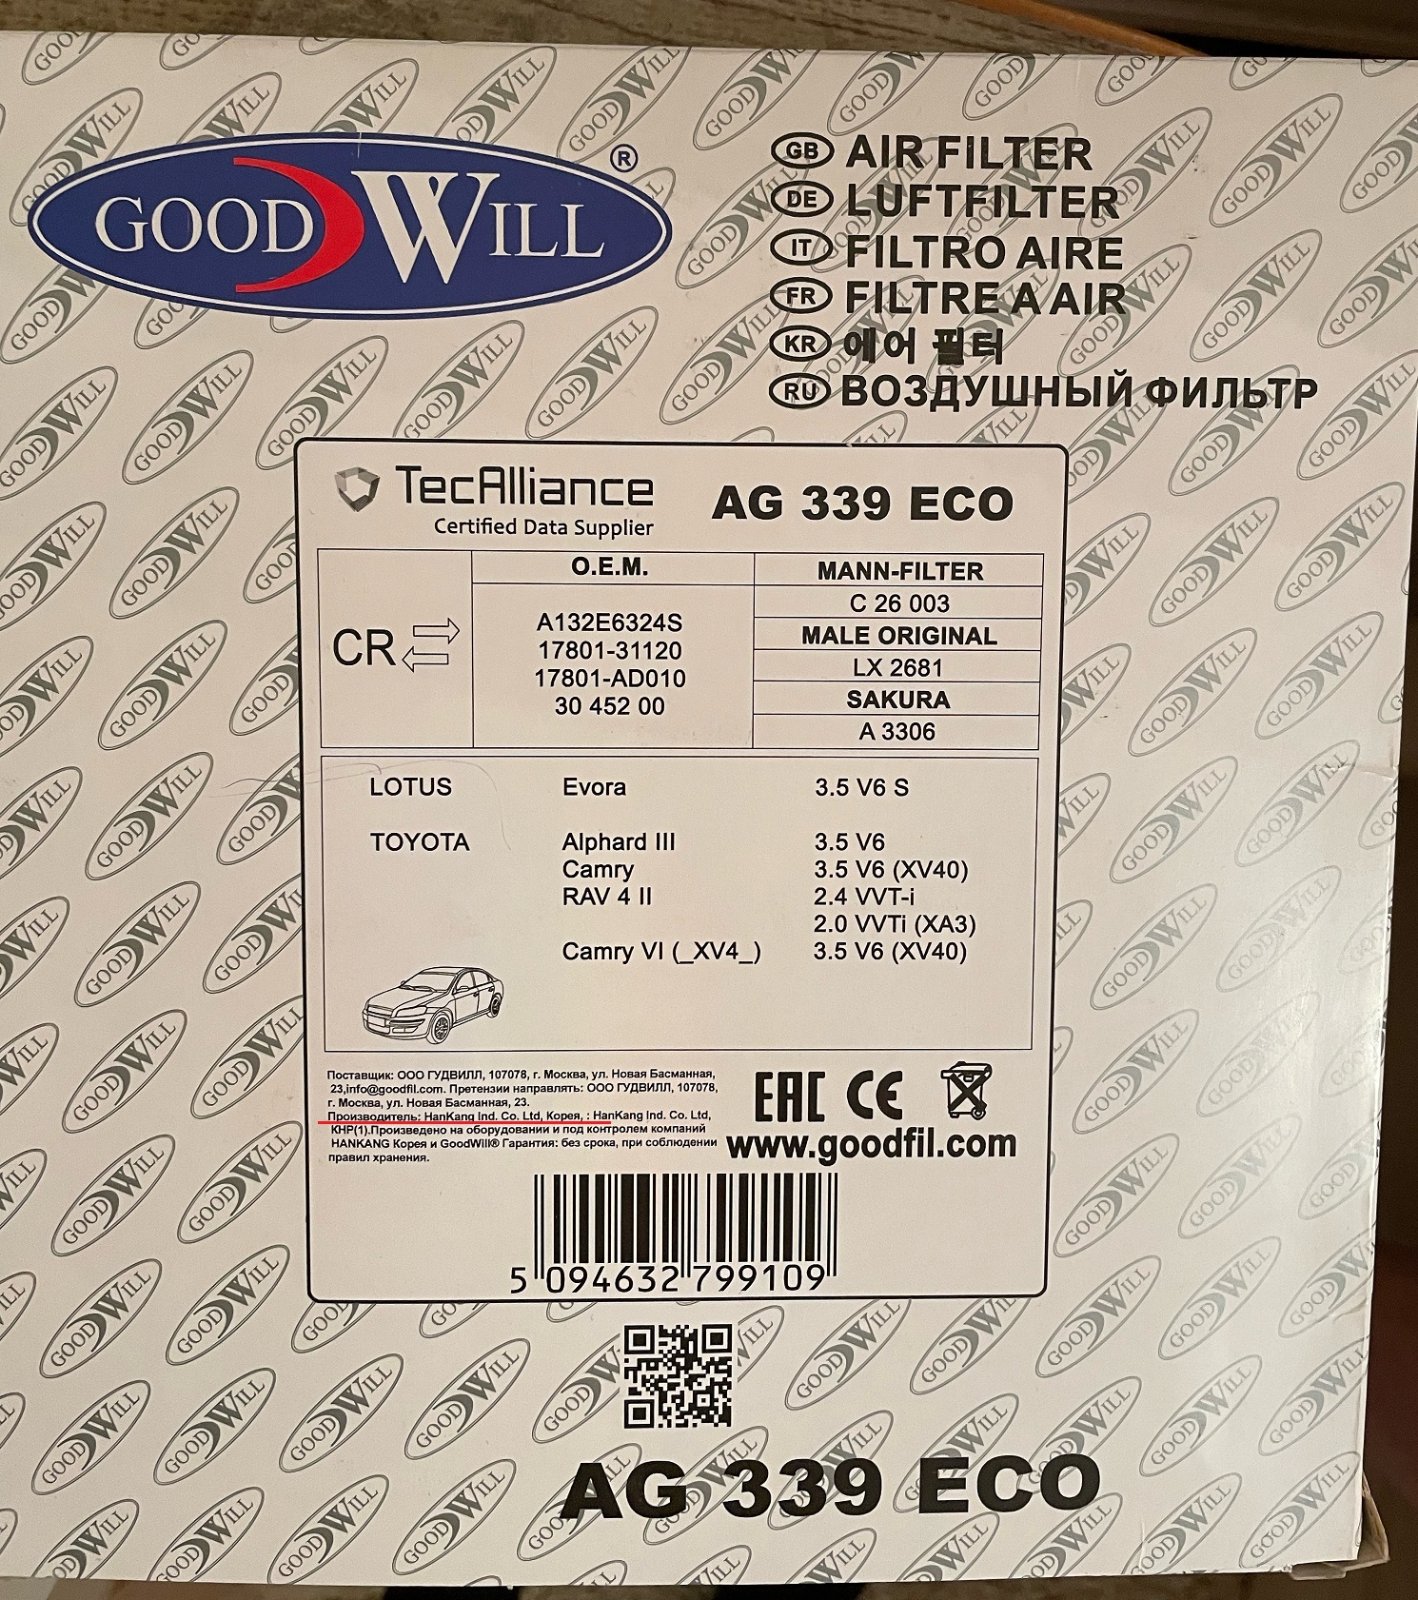 GOODWILL ®
GB AIR FILTER
DE LUFTFILTER
IT FILTRO AIRE
FR FILTRE A AIR
KR 에어 필터
RU ВОЗДУШНЫЙ ФИЛЬТР
TecAlliance
Certified Data Supplier
AG 339 ECO
CR
O.E.M.
A132E6324S
17801-31120
17801-AD010
30 452 00
MANN-FILTER
C 26 003
MALE ORIGINAL
LX 2681
SAKURA
A 3306
LOTUS Evora 3.5 V6 S
TOYOTA Alphard III 3.5 V6
Camry 3.5 V6 (XV40)
RAV 4 II 2.4 VVT-i
2.0 VVTi (XA3)
Camry VI (_XV4_) 3.5 V6 (XV40)
Поставщик: ООО ГУДВИЛЛ, 107078, г. Москва, ул. Новая Басманная,
23,info@goodfil.com. Претензии направлять: ООО ГУДВИЛЛ, 107078,
г. Москва, ул. Новая Басманная, 23.
Производитель: HanKang Ind. Co. Ltd, Корея, : HanKang Ind. Co. Ltd,
КНР(1).Произведено на оборудовании и под контролем компаний
HANKANG Корея и GoodWill® Гарантия: без срока, при соблюдении
правил хранения.
EAC CE
www.goodfil.com
5 094632 799109
AG 339 ECO